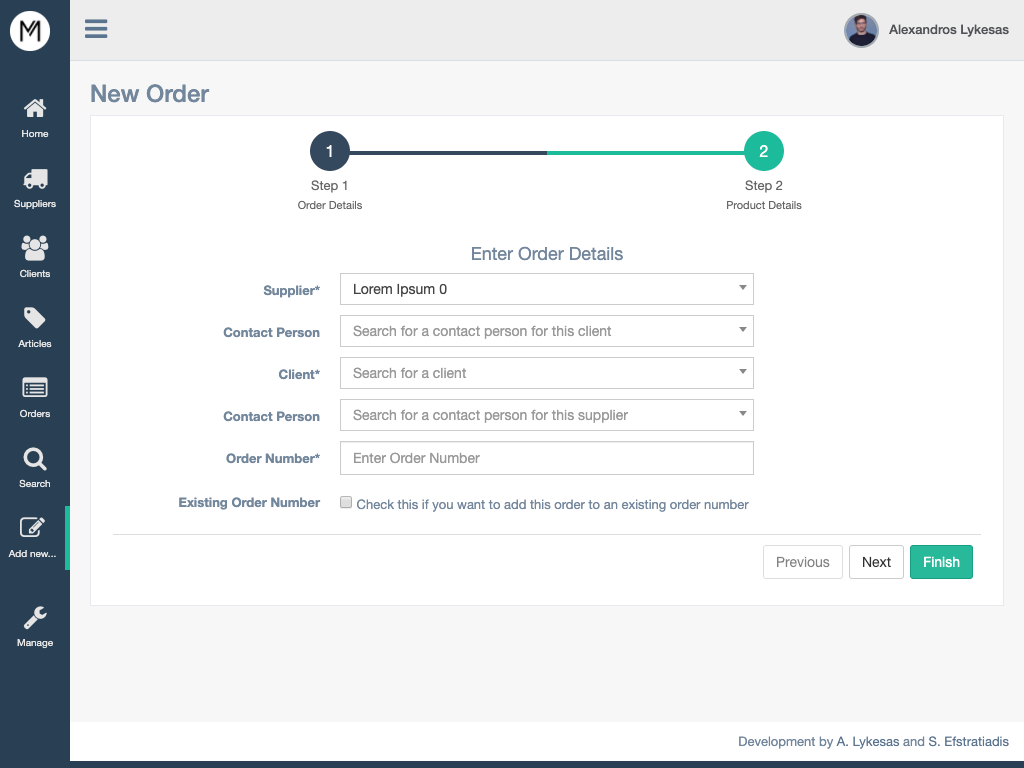 M
Alexandros Lykesas
Home
Suppliers
Clients
Articles
Orders
Search
Add new...
Manage
New Order
1
2
Step 1
Step 2
Order Details
Product Details
Enter Order Details
Supplier* Lorem Ipsum 0
Contact Person Search for a contact person for this client
Client* Search for a client
Contact Person Search for a contact person for this supplier
Order Number* Enter Order Number
Existing Order Number Check this if you want to add this order to an existing order number
Previous Next Finish
Development by A. Lykesas and S. Efstratiadis